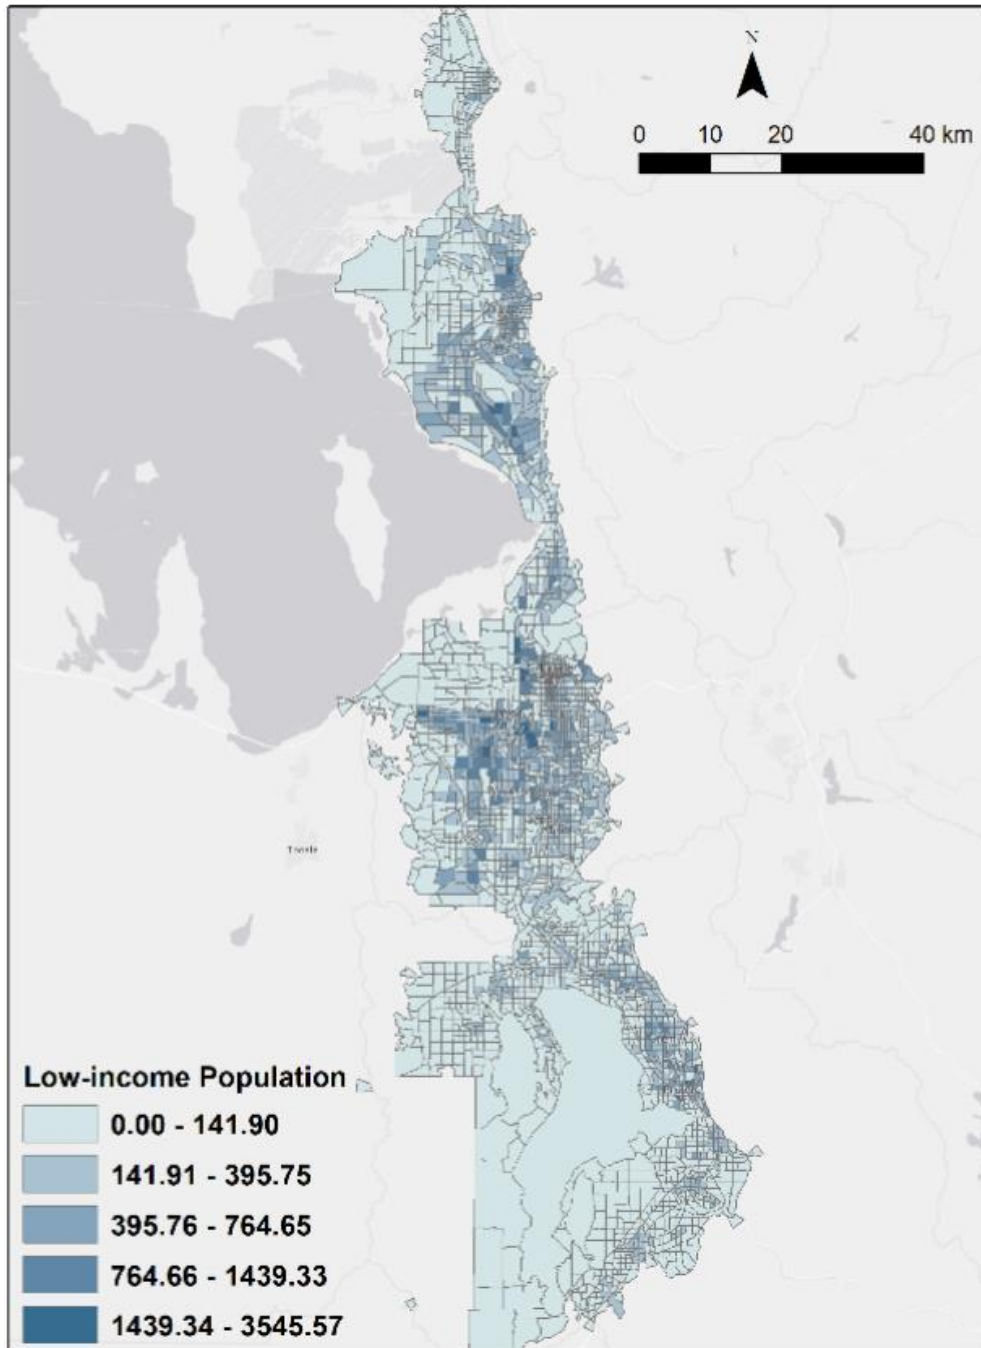 N
0 10 20 40 km
Tooele
Low-income Population
0.00 - 141.90
141.91 - 395.75
395.76 - 764.65
764.66 - 1439.33
1439.34 - 3545.57